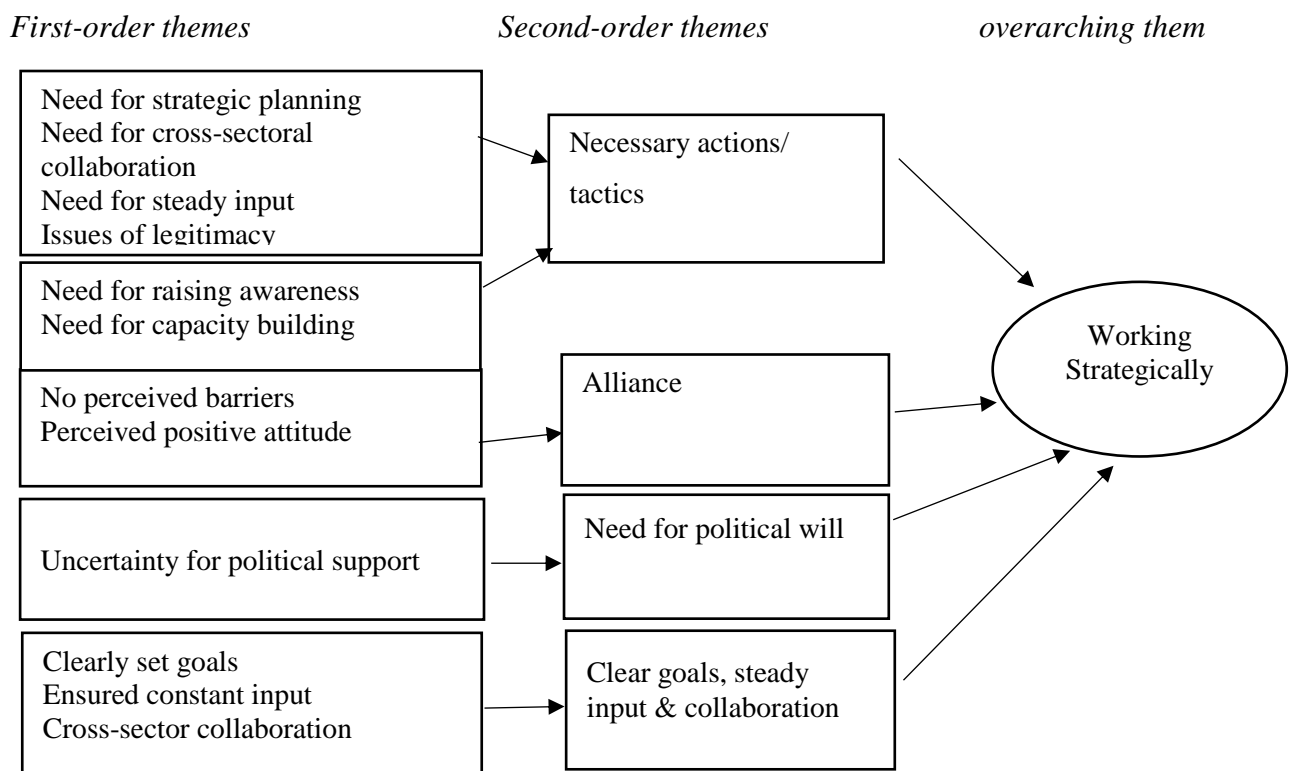 First-order themes
Second-order themes
overarching them
Need for strategic planning
Need for cross-sectoral
collaboration
Need for steady input
Issues of legitimacy
Need for raising awareness
Need for capacity building
No perceived barriers
Perceived positive attitude
Uncertainty for political support
Clearly set goals
Ensured constant input
Cross-sector collaboration
Necessary actions/
tactics
Alliance
Need for political will
Clear goals, steady
input & collaboration
Working
Strategically